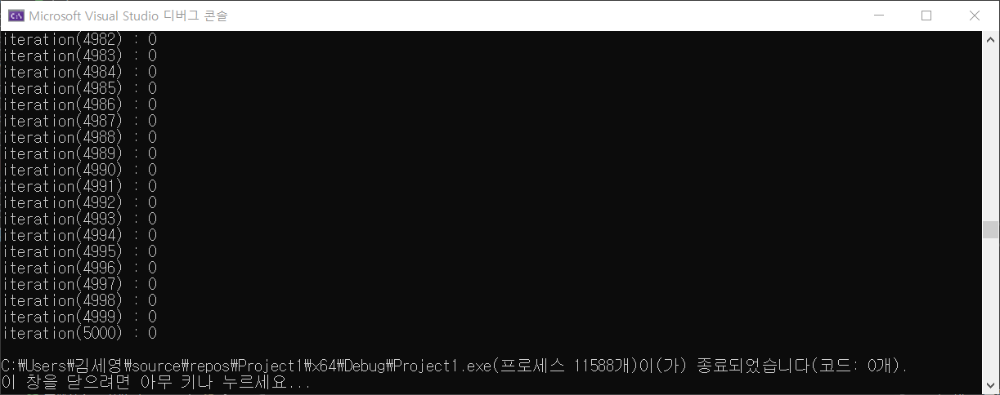 Microsoft Visual Studio 디버그 콘솔
iteration(4982) : 0
iteration(4983) : 0
iteration(4984) : 0
iteration(4985) : 0
iteration(4986) : 0
iteration(4987) : 0
iteration(4988) : 0
iteration(4989) : 0
iteration(4990) : 0
iteration(4991) : 0
iteration(4992) : 0
iteration(4993) : 0
iteration(4994) : 0
iteration(4995) : 0
iteration(4996) : 0
iteration(4997) : 0
iteration(4998) : 0
iteration(4999) : 0
iteration(5000) : 0
C:₩Users₩김세영₩source₩repos₩Project1₩x64₩Debug₩Project1.exe(프로세스 11588개)이(가) 종료되었습니다(코드: 0개).
이 창을 닫으려면 아무 키나 누르세요...